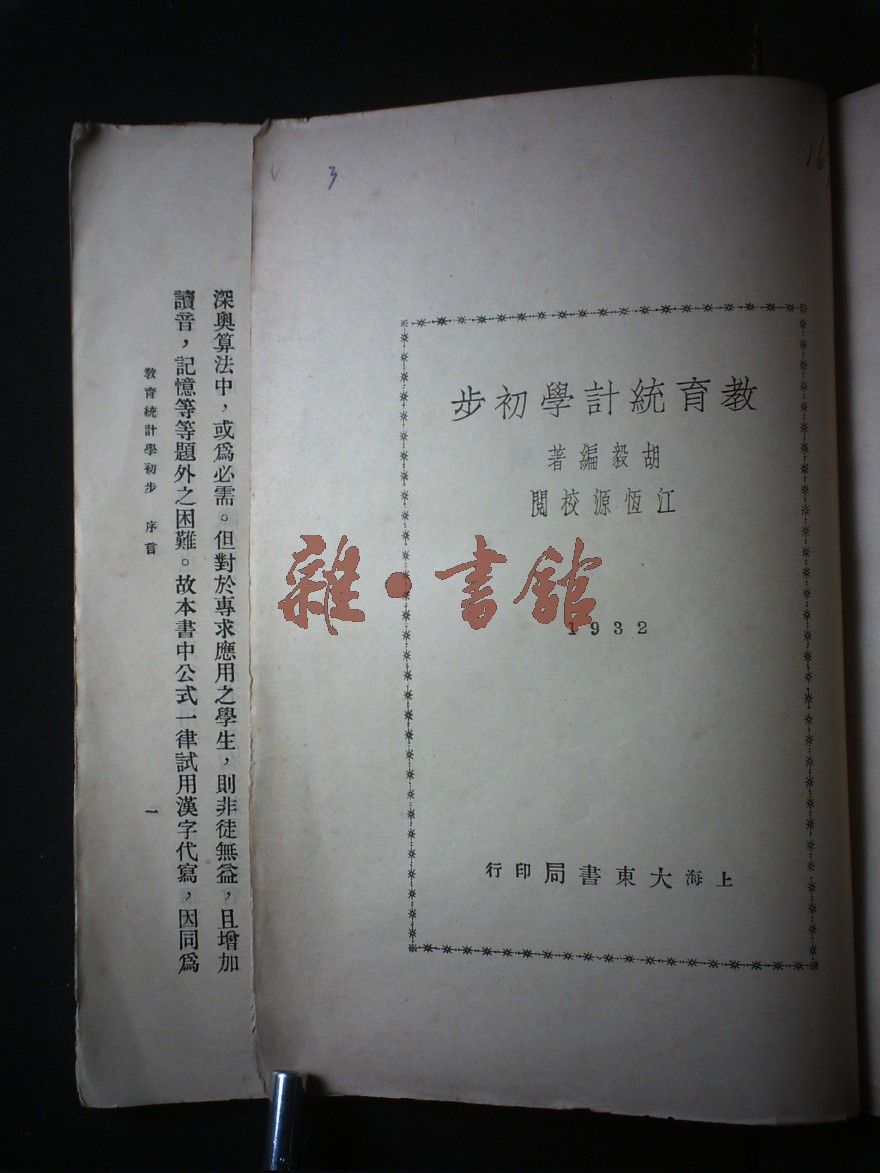 教育統計學初步
胡毅編著
江恆源校閱
1932
上海大東書局印行
雜·書館
3
深奧算法中，或爲必需。但對於專求應用之學生，則非徒無益，且增加
讀音，記憶等等題外之困難。故本書中公式一律試用漢字代寫，因同爲
教育統計學初步 序言 一